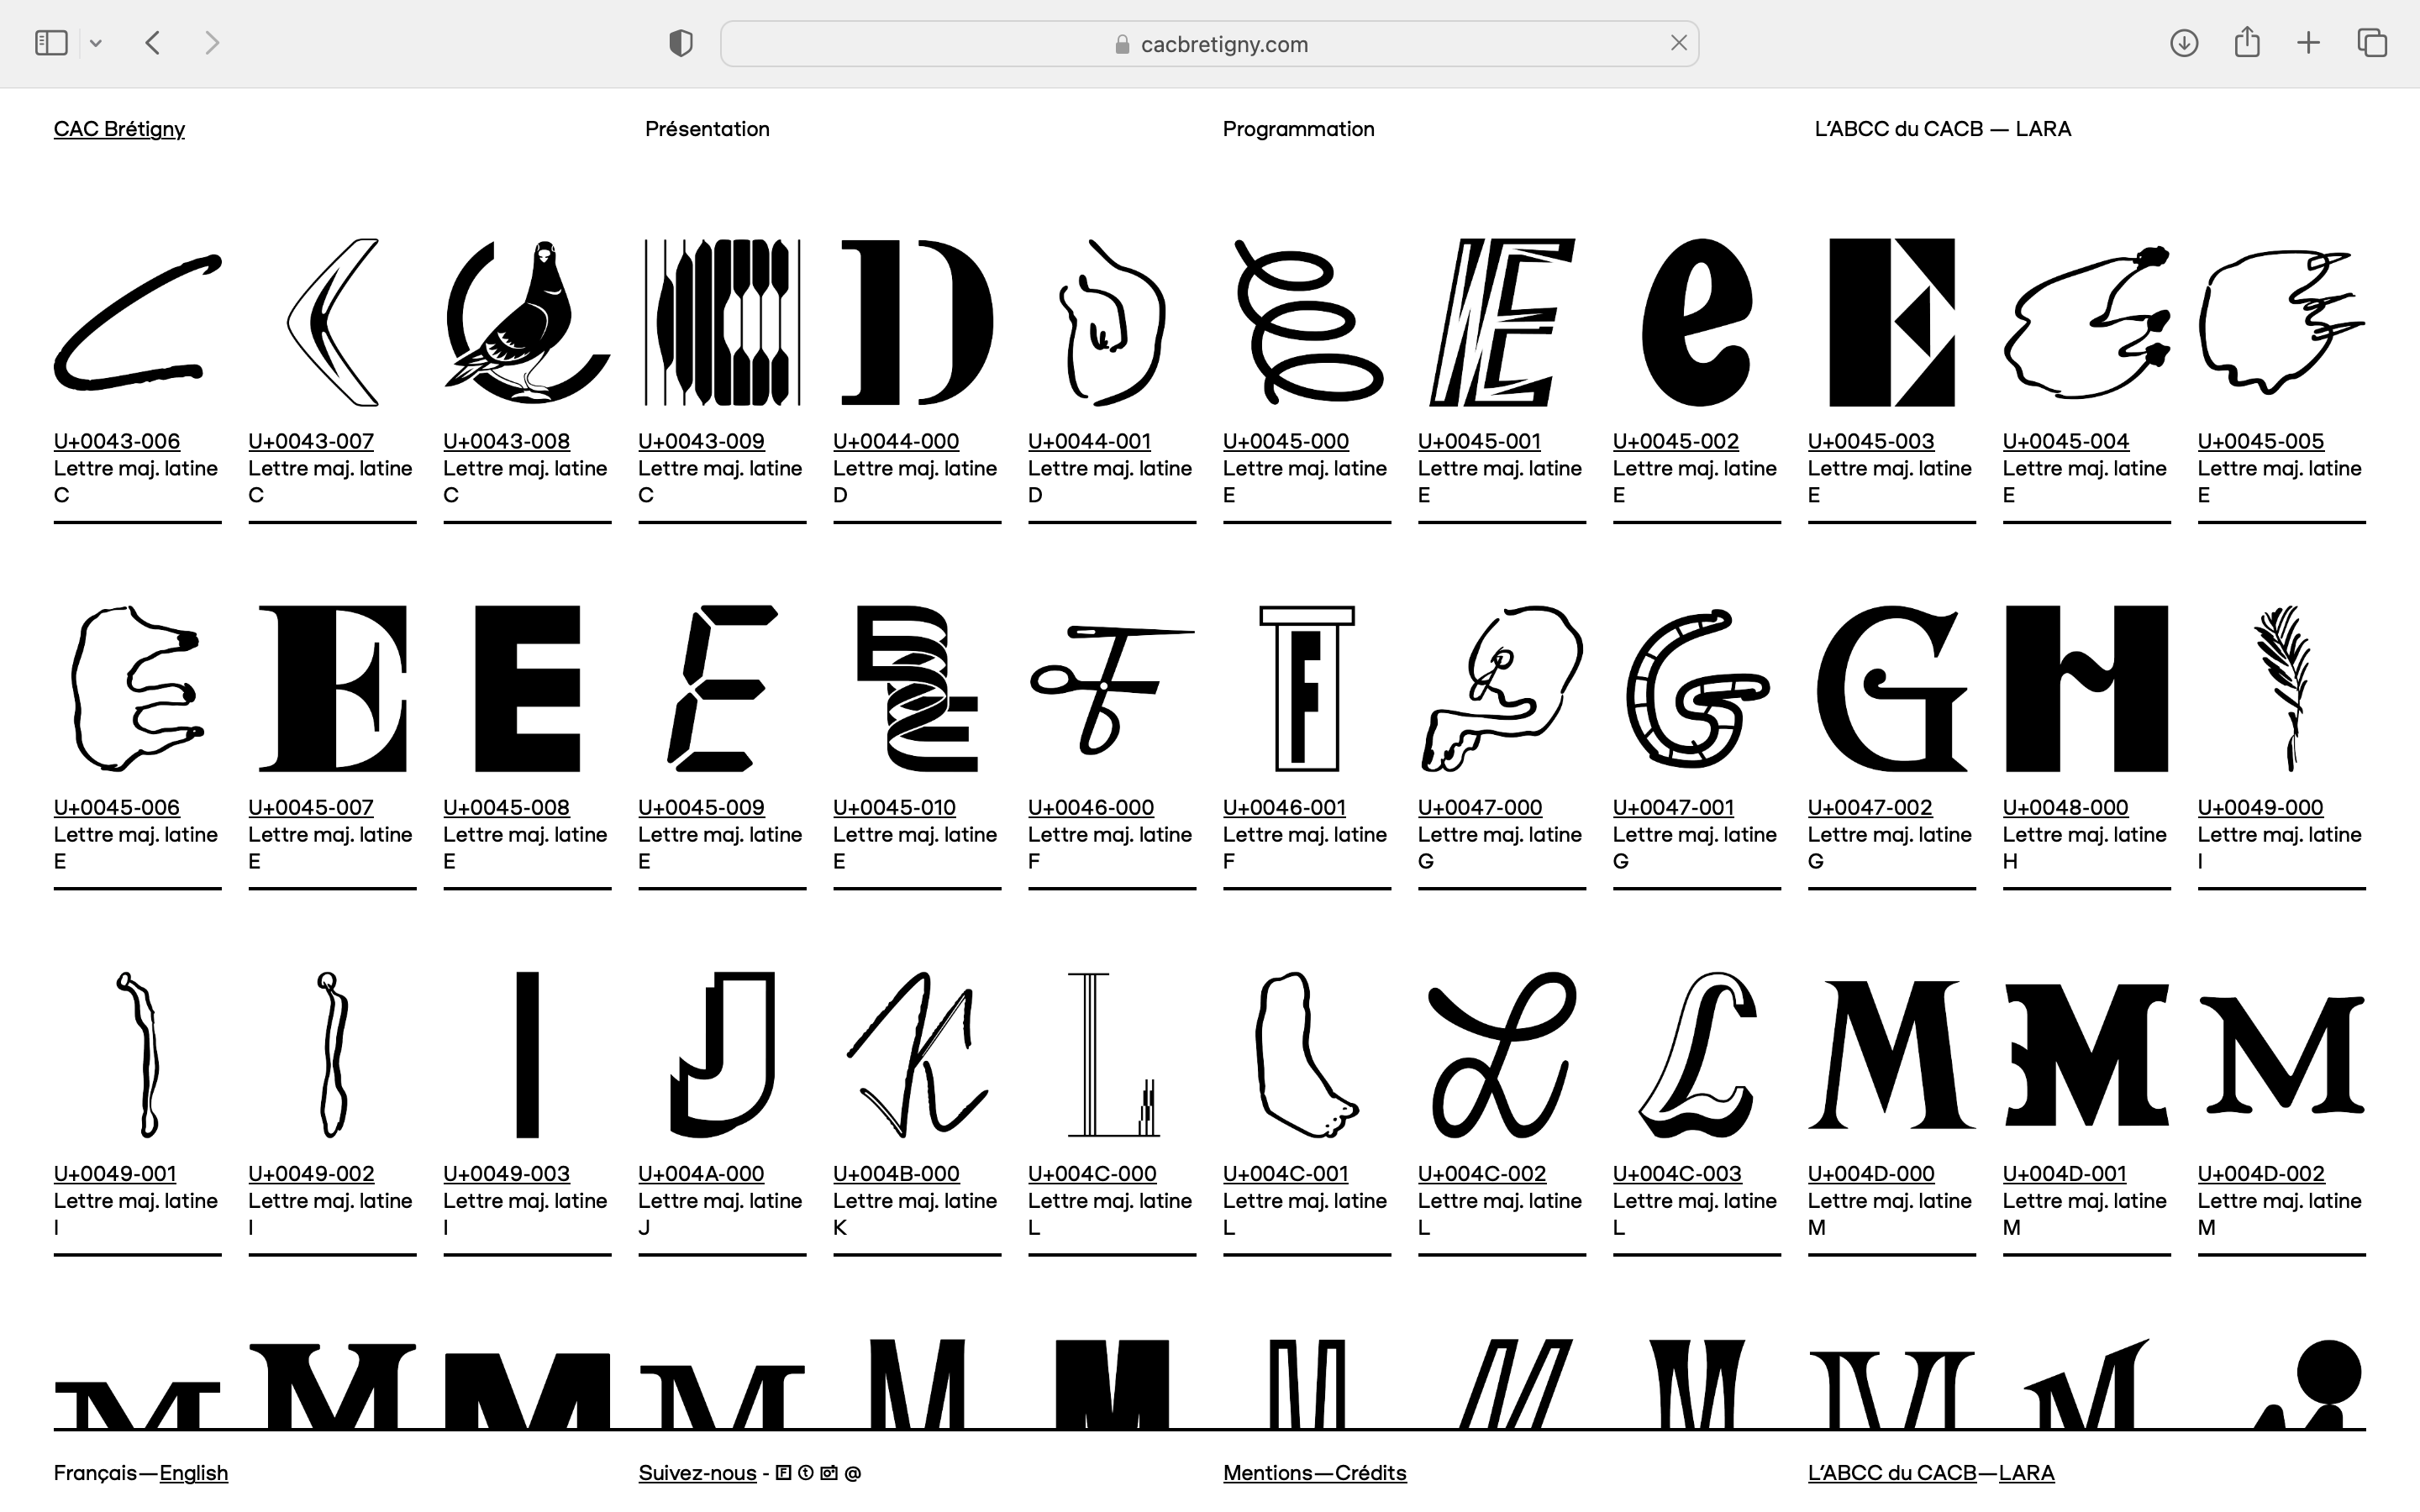 cacbretigny.com
CAC Brétigny
Présentation
Programmation
L'ABCC du CACB — LARA
U+0043-006
Lettre maj. latine
C
U+0043-007
Lettre maj. latine
C
U+0043-008
Lettre maj. latine
C
U+0043-009
Lettre maj. latine
C
U+0044-000
Lettre maj. latine
D
U+0044-001
Lettre maj. latine
D
U+0045-000
Lettre maj. latine
E
U+0045-001
Lettre maj. latine
E
U+0045-002
Lettre maj. latine
E
U+0045-003
Lettre maj. latine
E
U+0045-004
Lettre maj. latine
E
U+0045-005
Lettre maj. latine
E
U+0045-006
Lettre maj. latine
E
U+0045-007
Lettre maj. latine
E
U+0045-008
Lettre maj. latine
E
U+0045-009
Lettre maj. latine
E
U+0045-010
Lettre maj. latine
E
U+0046-000
Lettre maj. latine
F
U+0046-001
Lettre maj. latine
F
U+0047-000
Lettre maj. latine
G
U+0047-001
Lettre maj. latine
G
U+0047-002
Lettre maj. latine
G
U+0048-000
Lettre maj. latine
H
U+0049-000
Lettre maj. latine
I
U+0049-001
Lettre maj. latine
I
U+0049-002
Lettre maj. latine
I
U+0049-003
Lettre maj. latine
I
U+004A-000
Lettre maj. latine
J
U+004B-000
Lettre maj. latine
K
U+004C-000
Lettre maj. latine
L
U+004C-001
Lettre maj. latine
L
U+004C-002
Lettre maj. latine
L
U+004C-003
Lettre maj. latine
L
U+004D-000
Lettre maj. latine
M
U+004D-001
Lettre maj. latine
M
U+004D-002
Lettre maj. latine
M
Français—English
Suivez-nous - @
Mentions—Crédits
L'ABCC du CACB—LARA